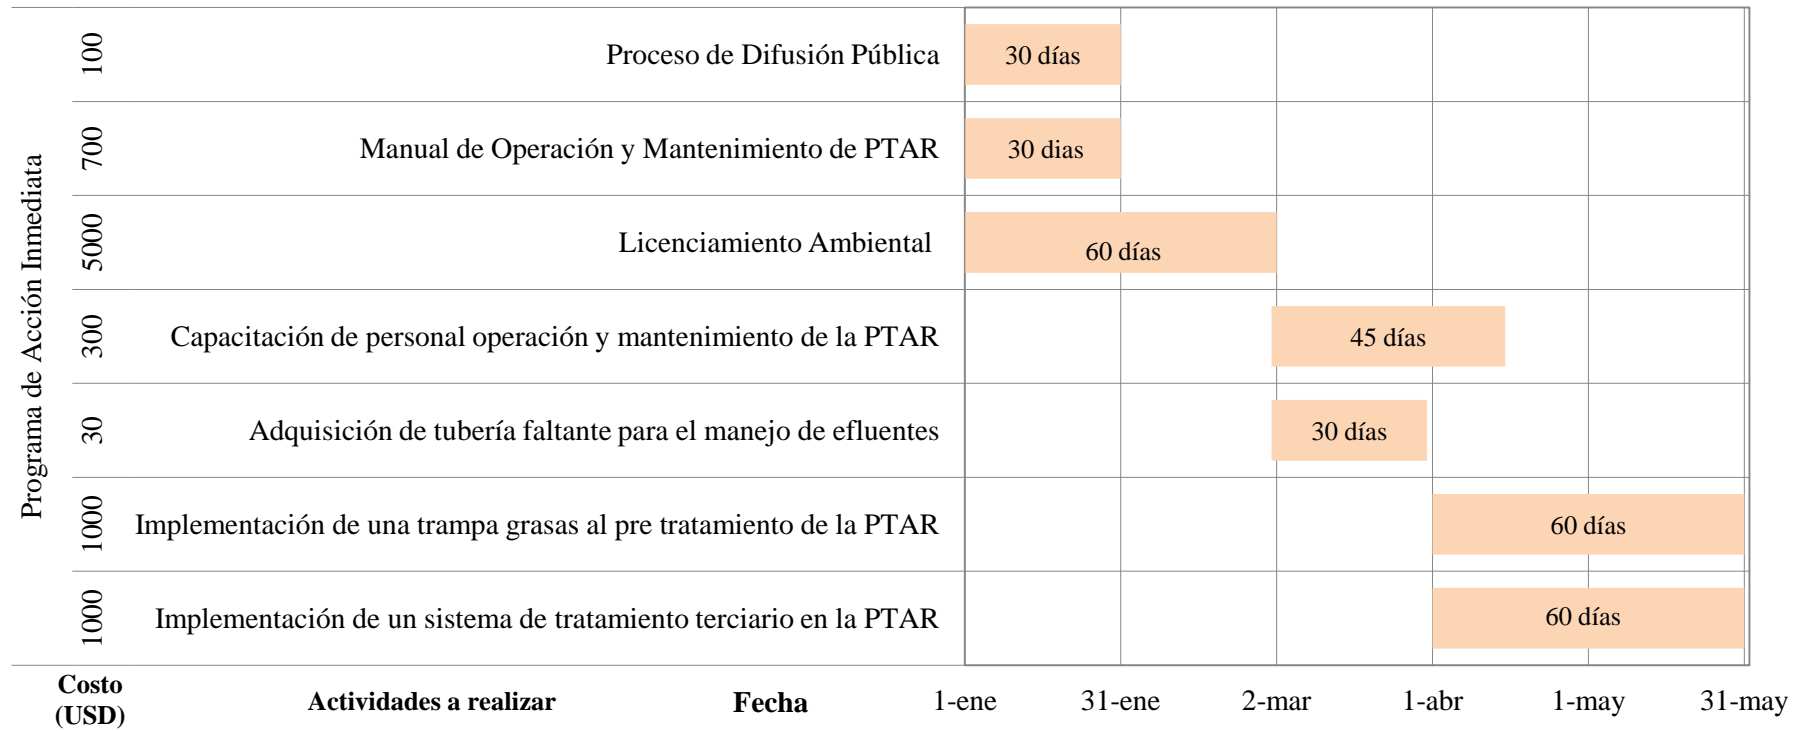 Programa de Acción Inmediata
100 Proceso de Difusión Pública 30 días
700 Manual de Operación y Mantenimiento de PTAR 30 dias
5000 Licenciamiento Ambiental 60 días
300 Capacitación de personal operación y mantenimiento de la PTAR 45 días
30 Adquisición de tubería faltante para el manejo de efluentes 30 días
1000 Implementación de una trampa grasas al pre tratamiento de la PTAR 60 días
1000 Implementación de un sistema de tratamiento terciario en la PTAR 60 días
Costo
(USD)
Actividades a realizar Fecha 1-ene 31-ene 2-mar 1-abr 1-may 31-may